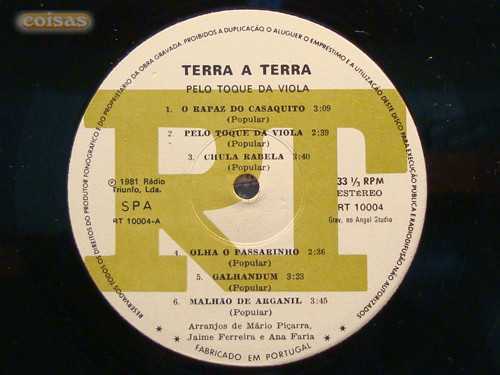 coisas
RESERVADOS TODOS OS DIREITOS DO PRODUTOR FONOGRÁFICO E DO PROPRIETÁRIO DA OBRA GRAVADA. PROIBIDOS A DUPLICAÇÃO O ALUGUER O EMPRÉSTIMO E A UTILIZAÇÃO DESTE DISCO PARA EXECUÇÃO PÚBLICA E RADIODIFUSÃO NÃO AUTORIZADOS
TERRA A TERRA
PELO TOQUE DA VIOLA
1. O RAPAZ DO CASAQUITO 3:09
(Popular)
2. PELO TOQUE DA VIOLA 2:39
(Popular)
3. CHULA RABELA 3:40
(Popular)
℗ 1981 Rádio
Triunfo, Lda.
SPA
RT 10004-A
33 ⅓ RPM
ESTÉREO
RT 10004
Grav. no Angel Studio
RT
4. OLHA O PASSARINHO 2:36
(Popular)
5. GALHANDUM 3:23
(Popular)
6. MALHÃO DE ARGANIL 3:45
(Popular)
Arranjos de Mário Piçarra,
Jaime Ferreira e Ana Faria
* * FABRICADO EM PORTUGAL * *